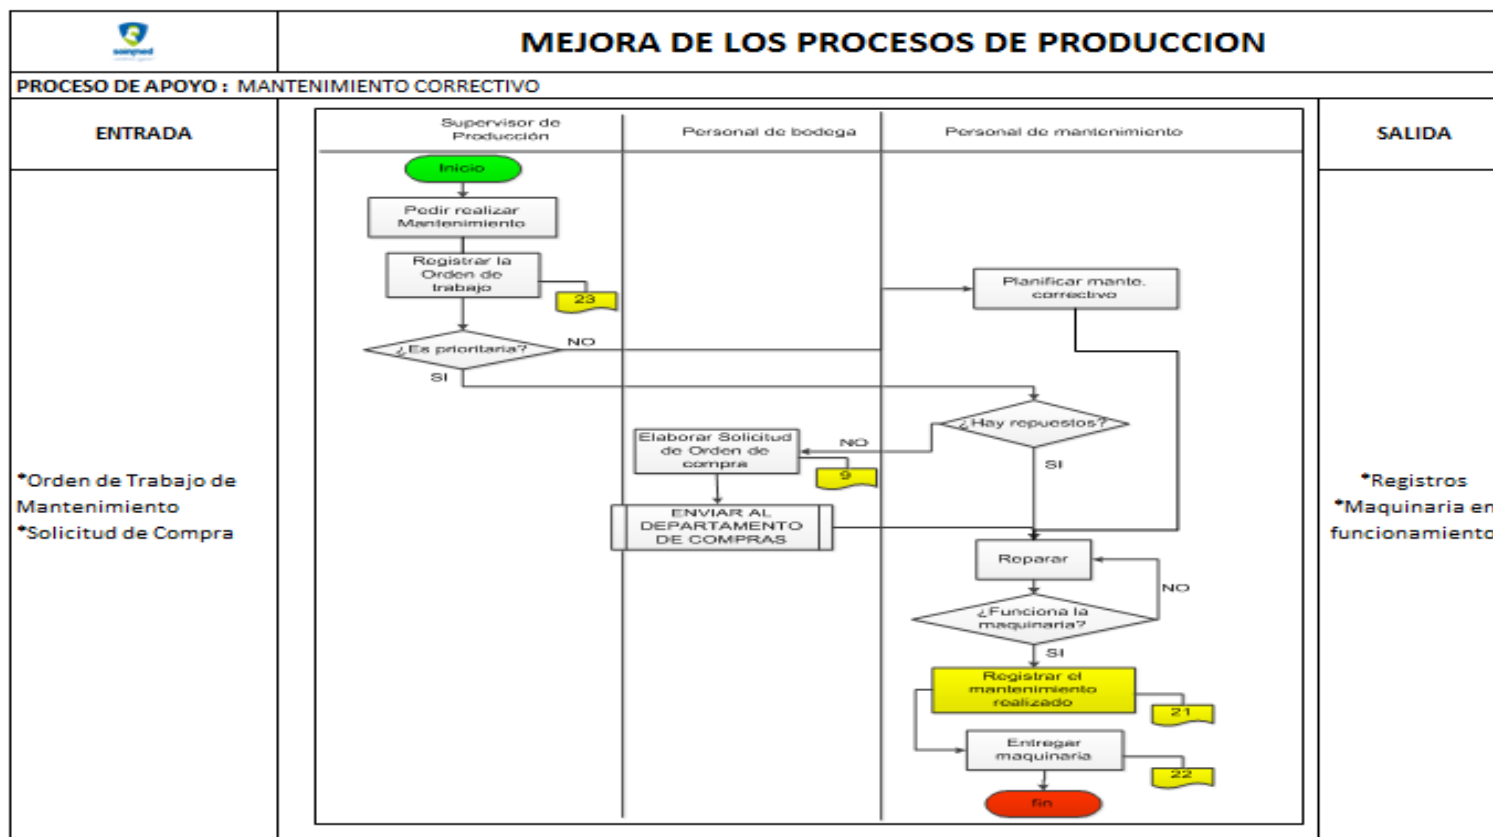 MEJORA DE LOS PROCESOS DE PRODUCCION
PROCESO DE APOYO : MANTENIMIENTO CORRECTIVO
ENTRADA
Supervisor de
Producción
Personal de bodega
Personal de mantenimiento
SALIDA
Inicio
Pedir realizar
Mantenimiento
Registrar la
Orden de
trabajo
23
Planificar mante.
correctivo
¿Es prioritaria?
NO
SI
¿Hay repuestos?
NO
SI
Elaborar Solicitud
de Orden de
compra
9
ENVIAR AL
DEPARTAMENTO
DE COMPRAS
*Orden de Trabajo de
Mantenimiento
*Solicitud de Compra
*Registros
*Maquinaria en
funcionamiento
Reparar
NO
¿Funciona la
maquinaria?
SI
Registrar el
mantenimiento
realizado
21
Entregar
maquinaria
22
fin